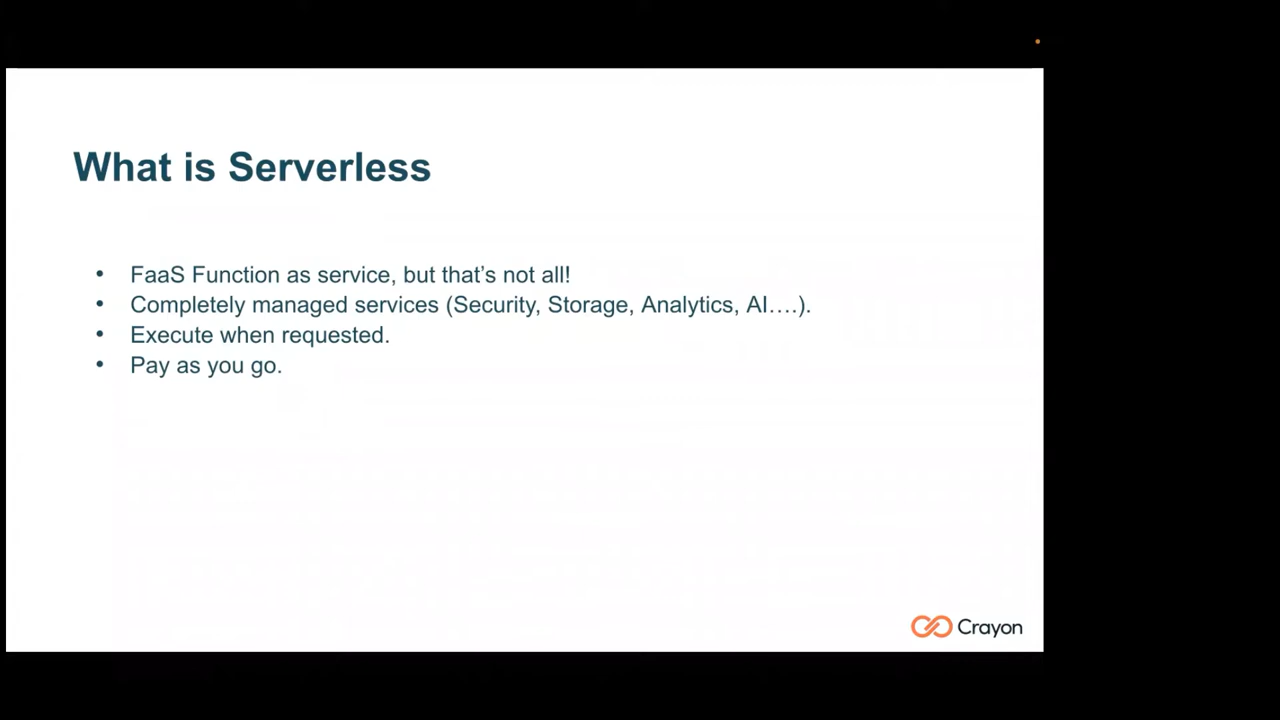 What is Serverless
• FaaS Function as service, but that’s not all!
• Completely managed services (Security, Storage, Analytics, AI….).
• Execute when requested.
• Pay as you go.
Crayon